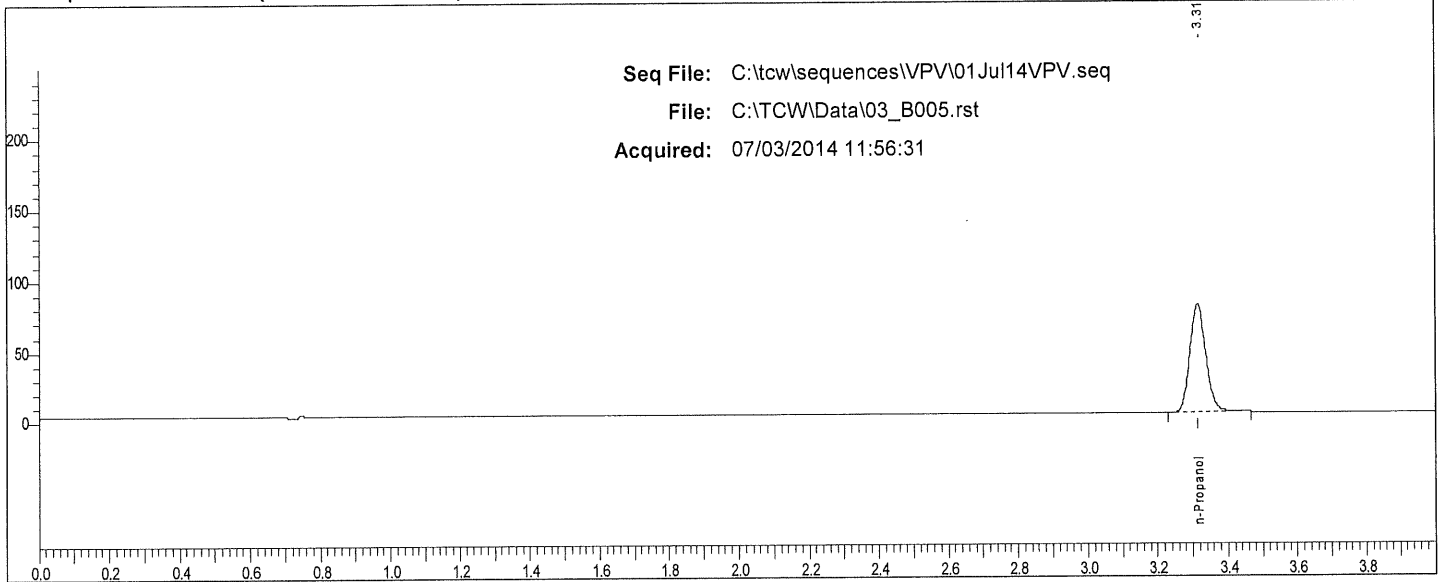 - 3.31
Seq File: C:\tcw\sequences\VPV\01Jul14VPV.seq
File: C:\TCW\Data\03_B005.rst
Acquired: 07/03/2014 11:56:31
200
150
100
50
0
n-Propanol
0.0 0.2 0.4 0.6 0.8 1.0 1.2 1.4 1.6 1.8 2.0 2.2 2.4 2.6 2.8 3.0 3.2 3.4 3.6 3.8